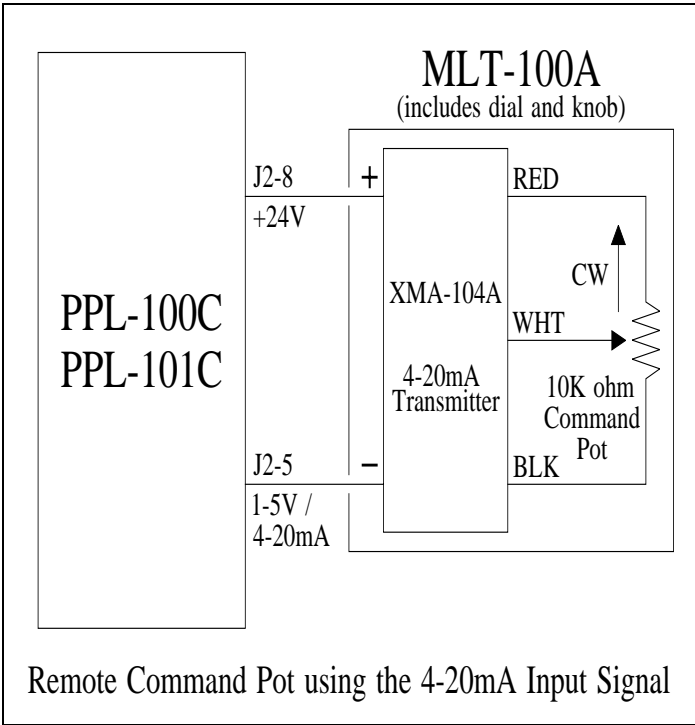 MLT-100A
(includes dial and knob)
J2-8
+24V
+
RED
PPL-100C
PPL-101C
XMA-104A
4-20mA
Transmitter
CW
WHT
10K ohm
Command
Pot
J2-5
1-5V /
4-20mA
−
BLK
Remote Command Pot using the 4-20mA Input Signal